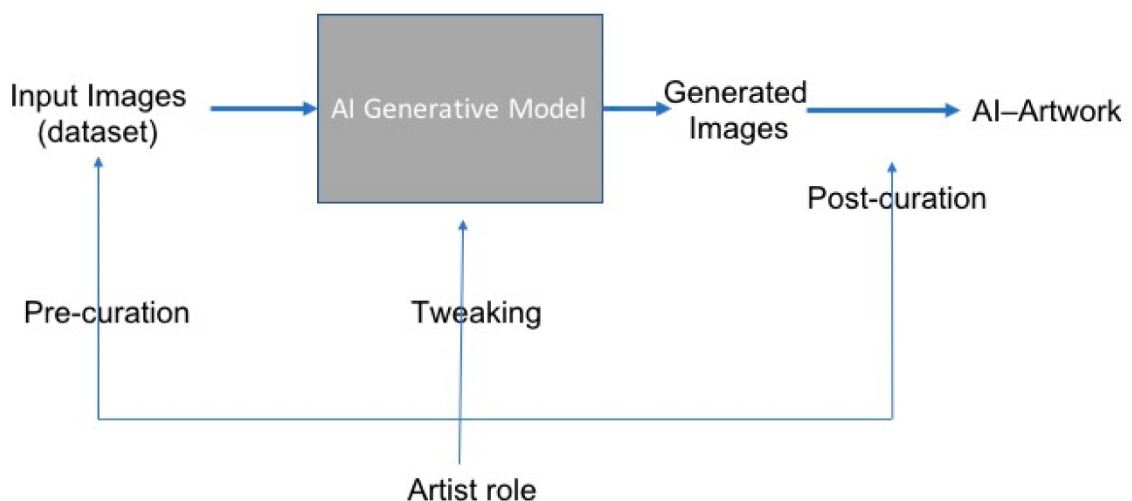 Input Images
(dataset)
AI Generative Model
Generated
Images
AI–Artwork
Post-curation
Pre-curation
Tweaking
Artist role